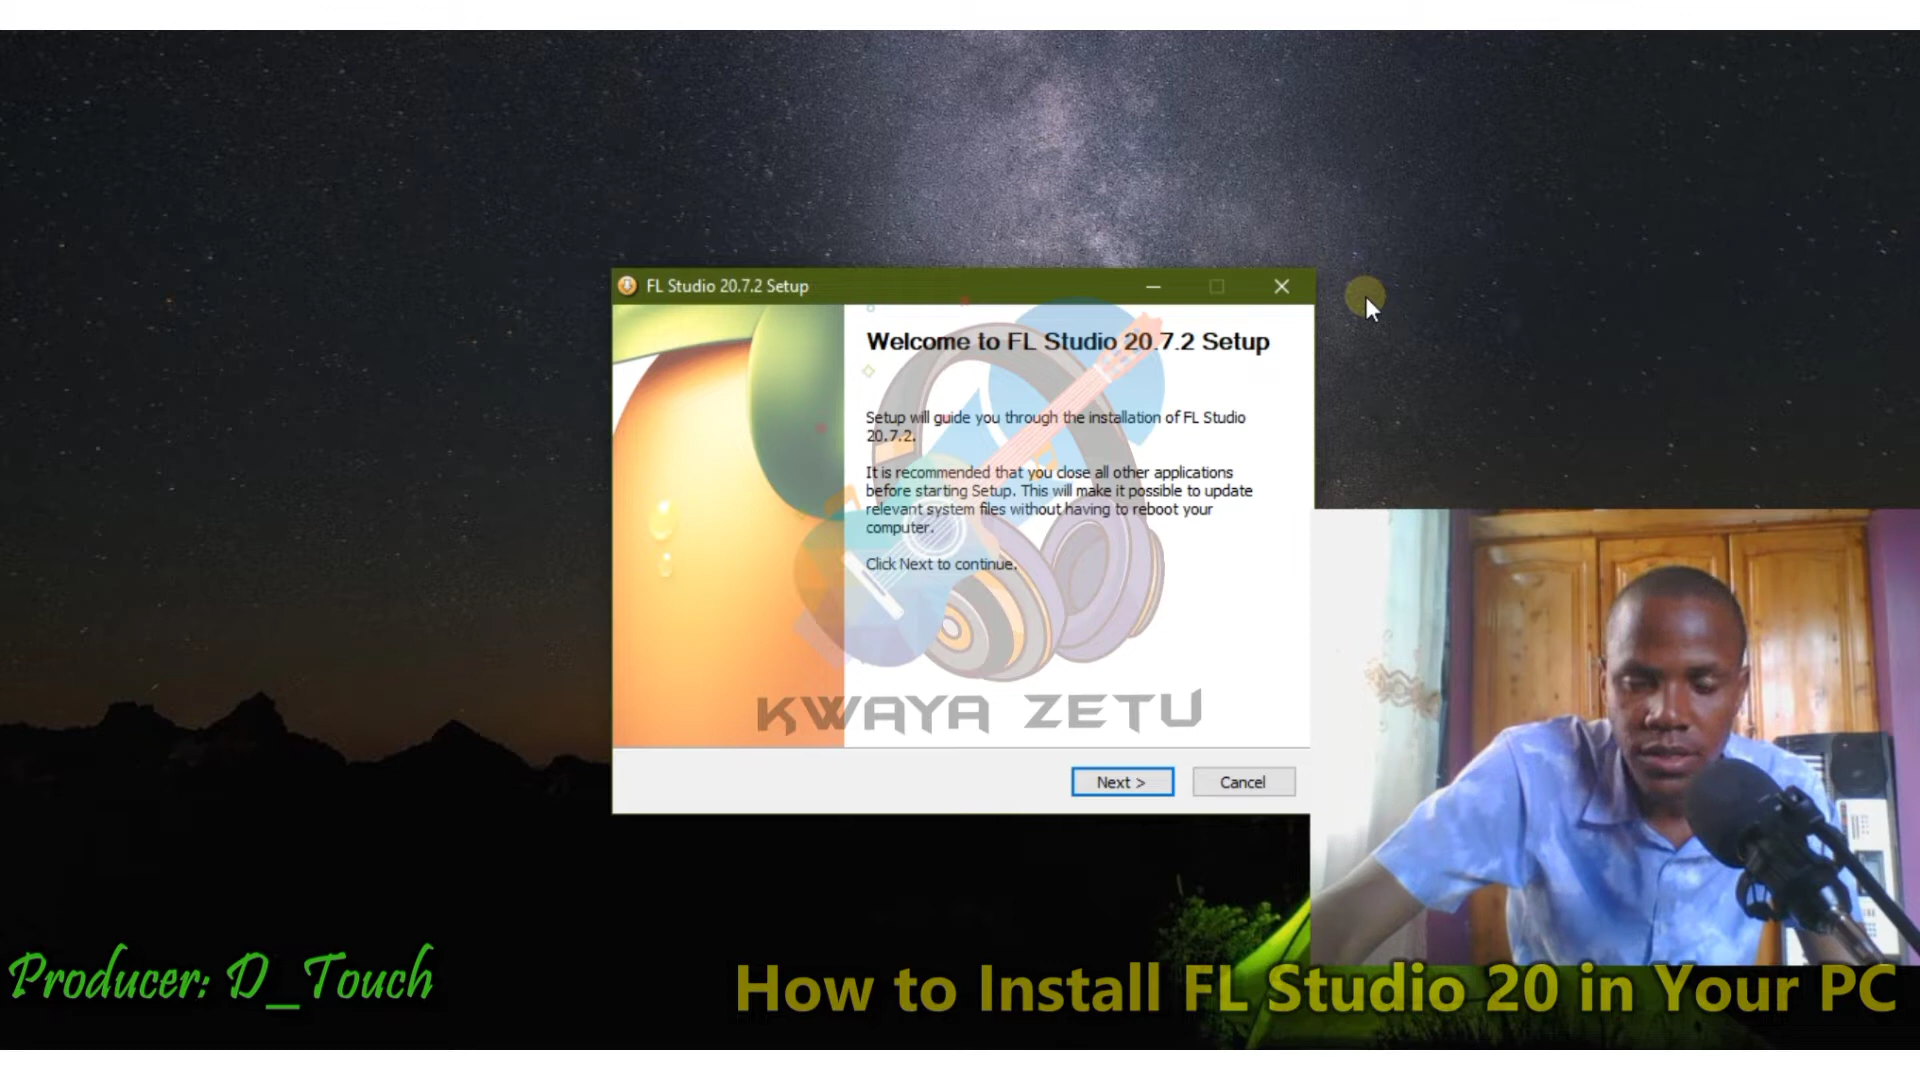 FL Studio 20.7.2 Setup
Welcome to FL Studio 20.7.2 Setup
Setup will guide you through the installation of FL Studio
20.7.2.
It is recommended that you close all other applications
before starting Setup. This will make it possible to update
relevant system files without having to reboot your
computer.
Click Next to continue.
KWAYA ZETU
Next >
Cancel
Producer: D_Touch
How to Install FL Studio 20 in Your PC